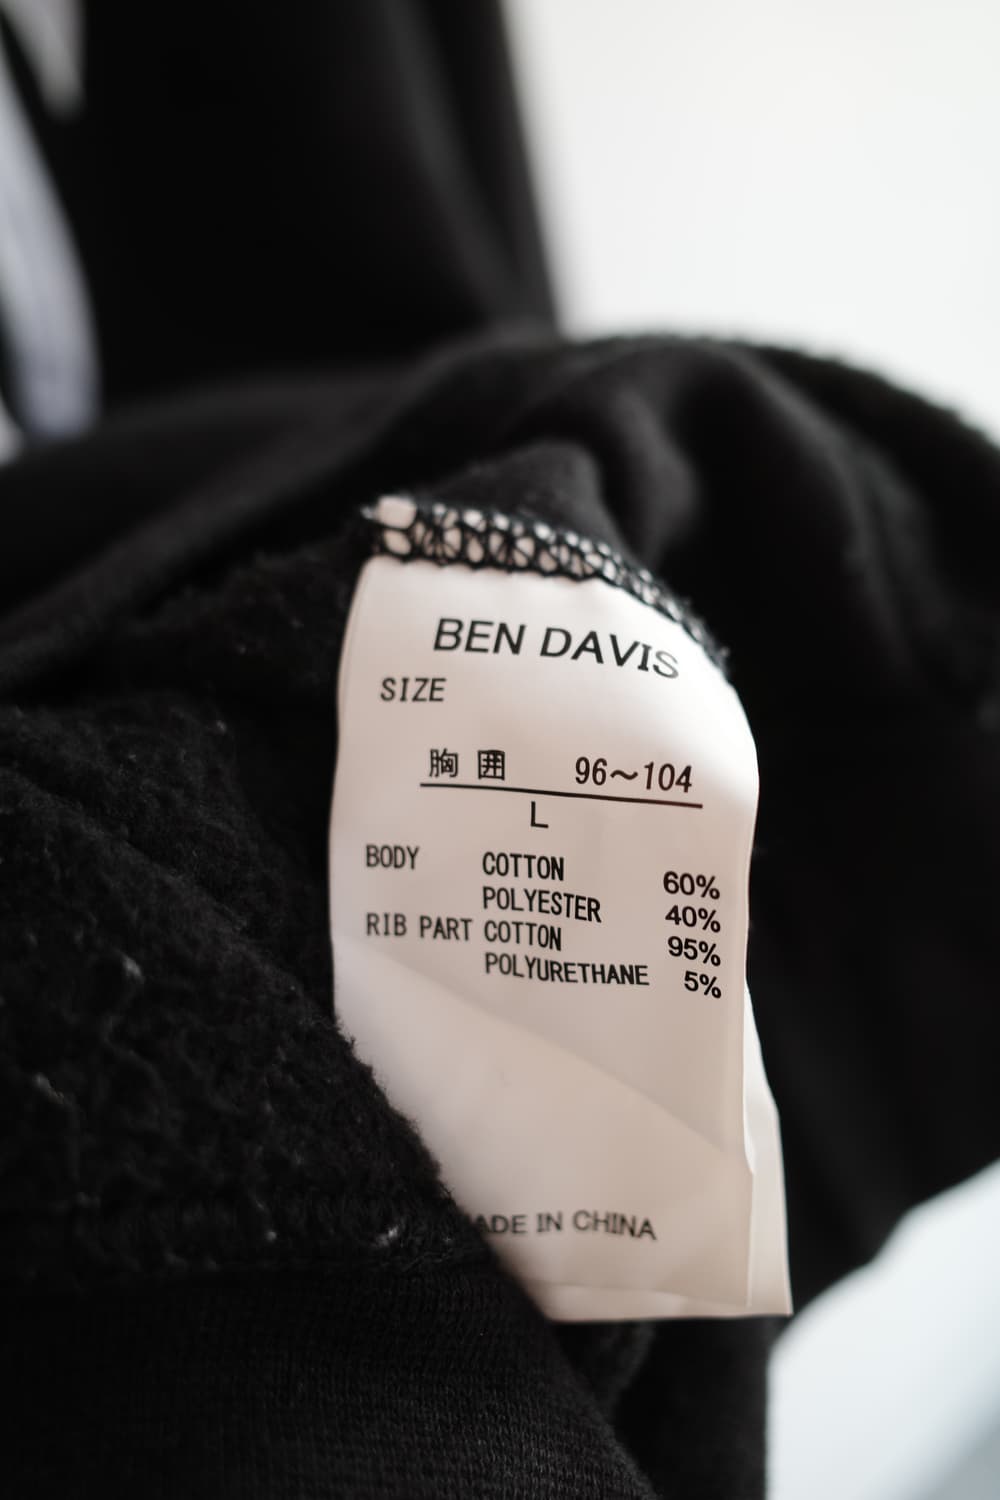 BEN DAVIS
SIZE
胸囲 96～104
L
BODY COTTON 60%
POLYESTER 40%
RIB PART COTTON 95%
POLYURETHANE 5%
IN CHINA